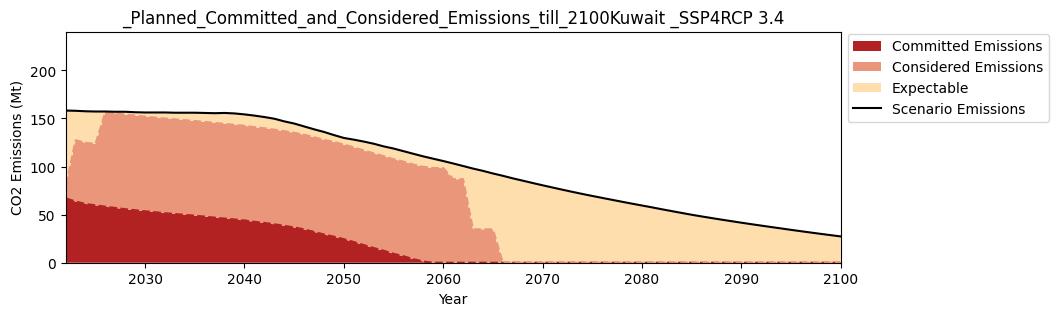 _Planned_Committed_and_Considered_Emissions_till_2100Kuwait _SSP4RCP 3.4
Committed Emissions
Considered Emissions
Expectable
Scenario Emissions
CO2 Emissions (Mt)
200
150
100
50
0
2030 2040 2050 2060 2070 2080 2090 2100
Year